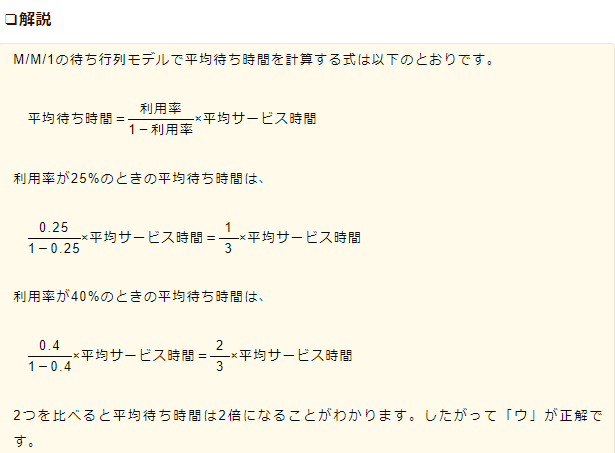 ❏解説
M/M/1の待ち行列モデルで平均待ち時間を計算する式は以下のとおりです。
平均待ち時間＝利用率/1－利用率×平均サービス時間
利用率が25%のときの平均待ち時間は、
0.25/1－0.25×平均サービス時間＝1/3×平均サービス時間
利用率が40%のときの平均待ち時間は、
0.4/1－0.4×平均サービス時間＝2/3×平均サービス時間
2つを比べると平均待ち時間は2倍になることがわかります。したがって「ウ」が正解で
す。